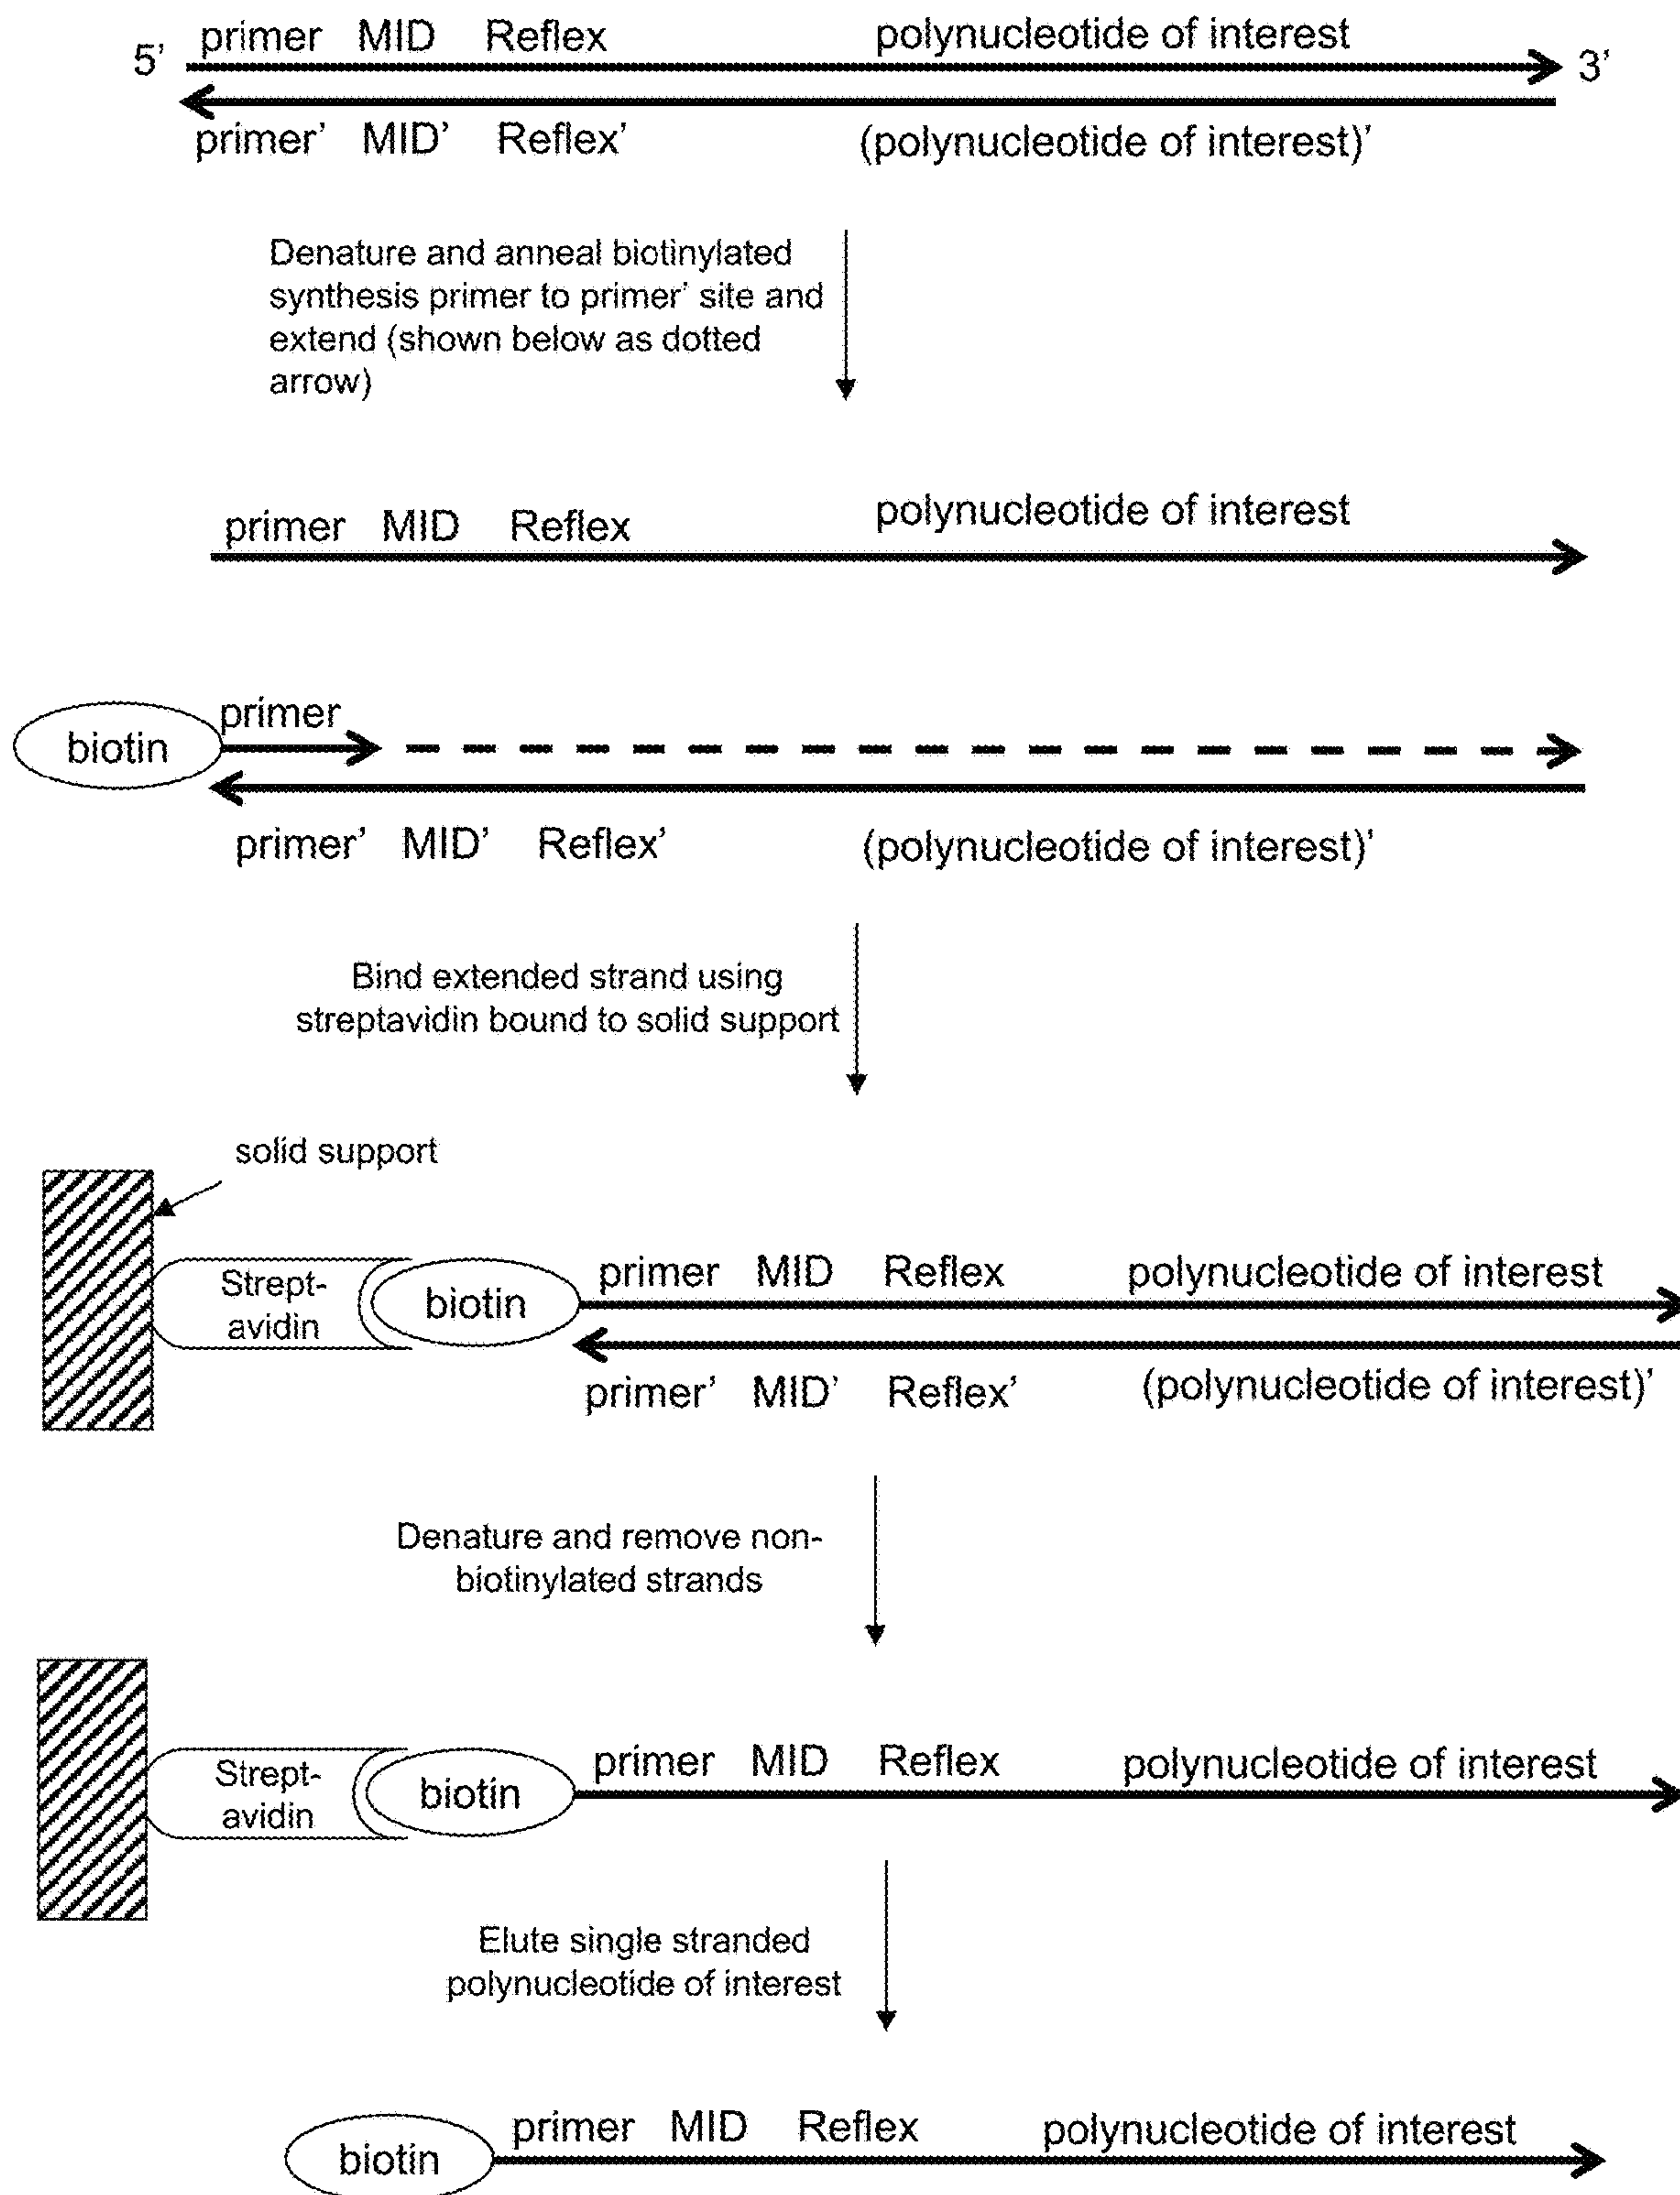 primer MID Reflex polynucleotide of interest
5’ 3’
primer’ MID’ Reflex’ (polynucleotide of interest)’
Denature and anneal biotinylated
synthesis primer to primer’ site and
extend (shown below as dotted
arrow)
primer MID Reflex polynucleotide of interest
primer
biotin
primer’ MID’ Reflex’ (polynucleotide of interest)’
Bind extended strand using
streptavidin bound to solid support
solid support
primer MID Reflex polynucleotide of interest
Strept-
avidin
biotin
primer’ MID’ Reflex’ (polynucleotide of interest)’
Denature and remove non-
biotinylated strands
primer MID Reflex polynucleotide of interest
Strept-
avidin
biotin
Elute single stranded
polynucleotide of interest
primer MID Reflex polynucleotide of interest
biotin